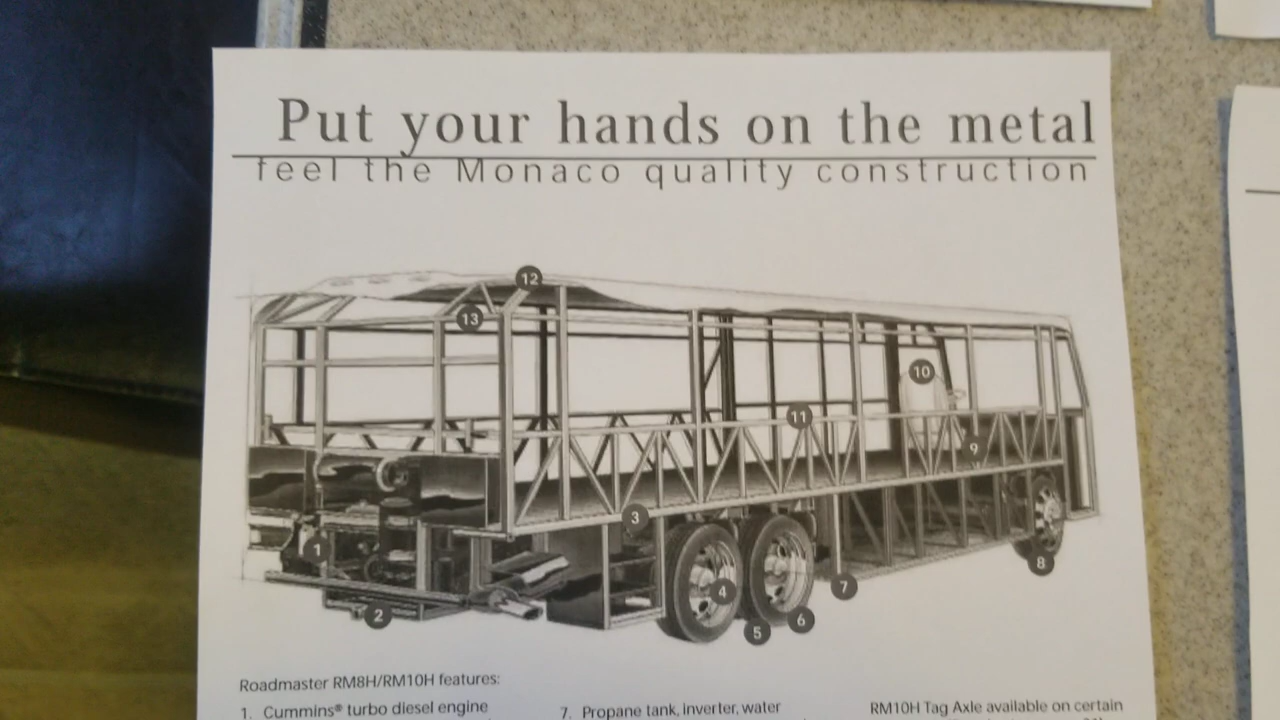 Put your hands on the metal
feel the Monaco quality construction
12
13
10
11
9
3
1
4
7
8
2
6
5
Roadmaster RM8H/RM10H features:
1. Cummins® turbo diesel engine
7. Propane tank, inverter, water
RM10H Tag Axle available on certain